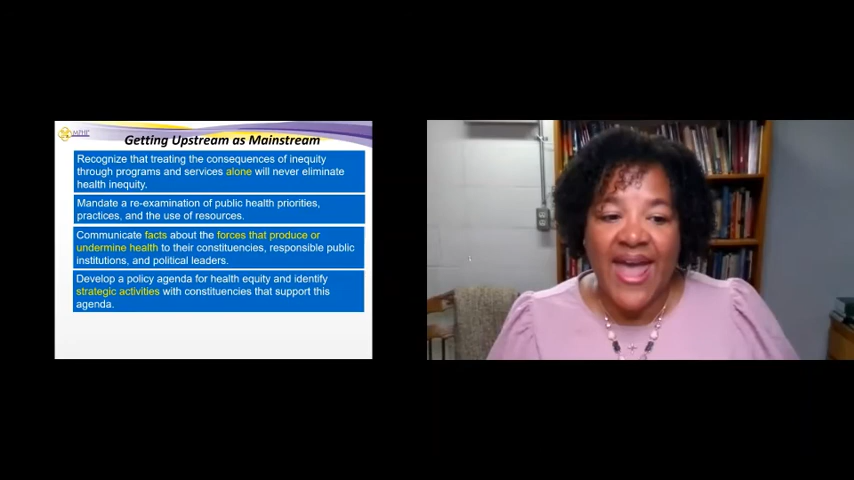 Getting Upstream as Mainstream
Recognize that treating the consequences of inequity
through programs and services alone will never eliminate
health inequity.
Mandate a re-examination of public health priorities,
practices, and the use of resources.
Communicate facts about the forces that produce or
undermine health to their constituencies, responsible public
institutions, and political leaders.
Develop a policy agenda for health equity and identify
strategic activities with constituencies that support this
agenda.